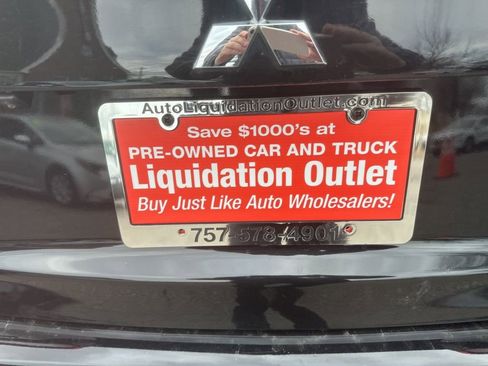 AutoLiquidationOutlet.com
Save $1000's at
PRE-OWNED CAR AND TRUCK
Liquidation Outlet
Buy Just Like Auto Wholesalers!
757-578-4901